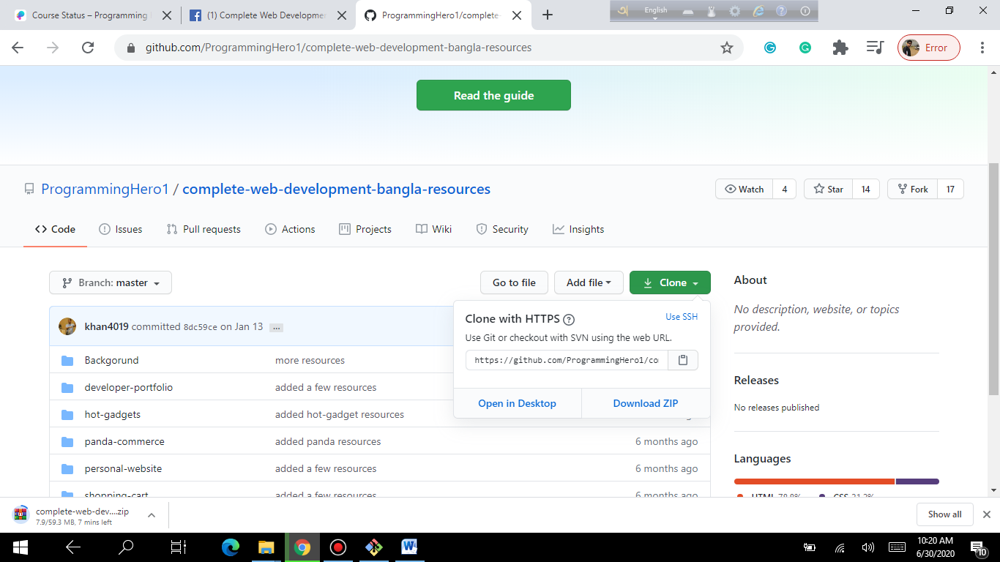 Course Status – Programming
(1) Complete Web Developme
ProgrammingHero1/complete-
English
github.com/ProgrammingHero1/complete-web-development-bangla-resources
Error
Read the guide
ProgrammingHero1 / complete-web-development-bangla-resources
Watch 4
Star 14
Fork 17
Code
Issues
Pull requests
Actions
Projects
Wiki
Security
Insights
Branch: master
Go to file
Add file
Clone
About
khan4019 committed 8dc59ce on Jan 13 ...
Clone with HTTPS
Use SSH
Use Git or checkout with SVN using the web URL.
https://github.com/ProgrammingHero1/co
Open in Desktop
Download ZIP
No description, website, or topics
provided.
Backgorund more resources
developer-portfolio added a few resources
hot-gadgets added hot-gadget resources
panda-commerce added panda resources 6 months ago
personal-website added a few resources 6 months ago
shopping-cart added a few resources 6 months ago
Releases
No releases published
Languages
HTML 78.8% CSS 21.2%
complete-web-dev....zip
7.9/59.3 MB, 7 mins left
Show all
10:20 AM
6/30/2020
10